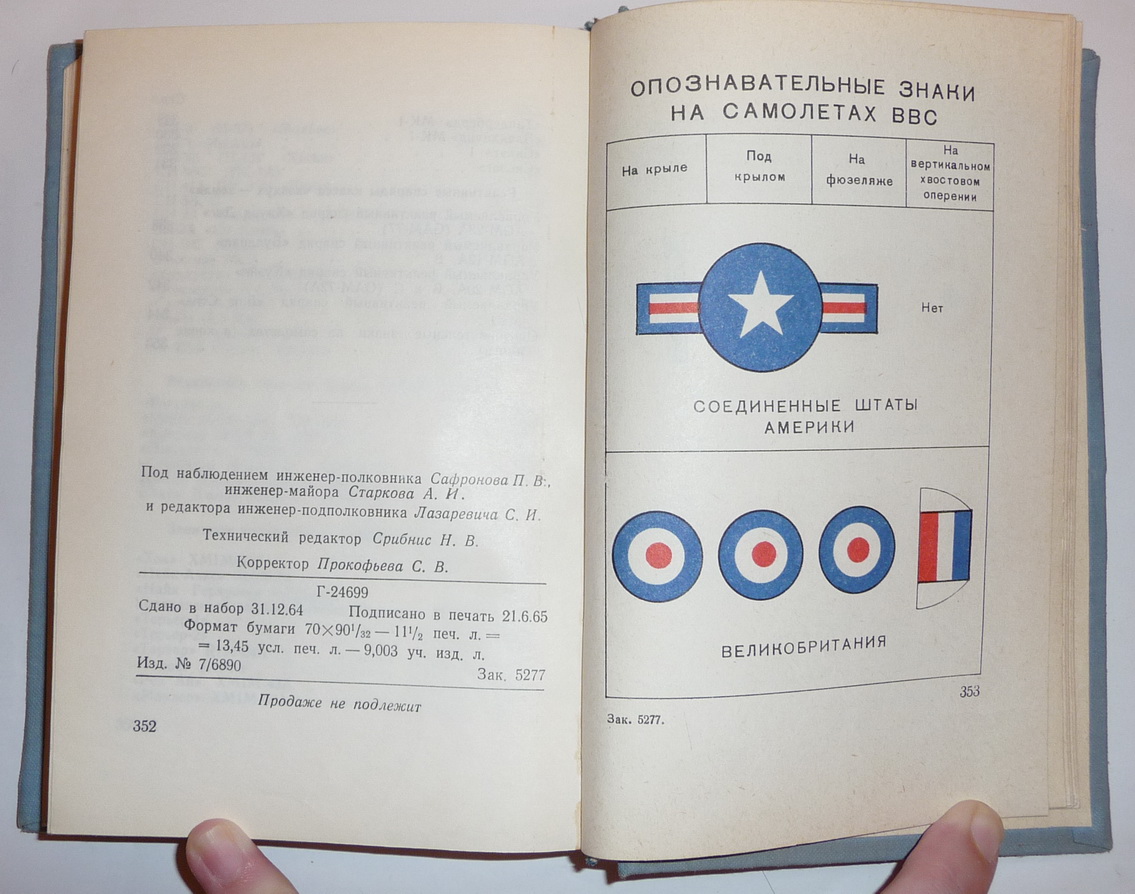 Под наблюдением инженер-полковника Сафронова П. В.,
инженер-майора Старкова А. И.
и редактора инженер-подполковника Лазаревича С. И.
Технический редактор Срибнис Н. В.
Корректор Прокофьева С. В.
Г-24699
Сдано в набор 31.12.64 Подписано в печать 21.6.65
Формат бумаги 70×90¹/₃₂ — 11¹/₂ печ. л. =
= 13,45 усл. печ. л. — 9,003 уч. изд. л.
Изд. № 7/6890
Зак. 5277
Продаже не подлежит
352
ОПОЗНАВАТЕЛЬНЫЕ ЗНАКИ
НА САМОЛЕТАХ ВВС
На крыле
Под
крылом
На
фюзеляже
На
вертикальном
хвостовом
оперении
Нет
СОЕДИНЕННЫЕ ШТАТЫ
АМЕРИКИ
ВЕЛИКОБРИТАНИЯ
353
Зак. 5277.